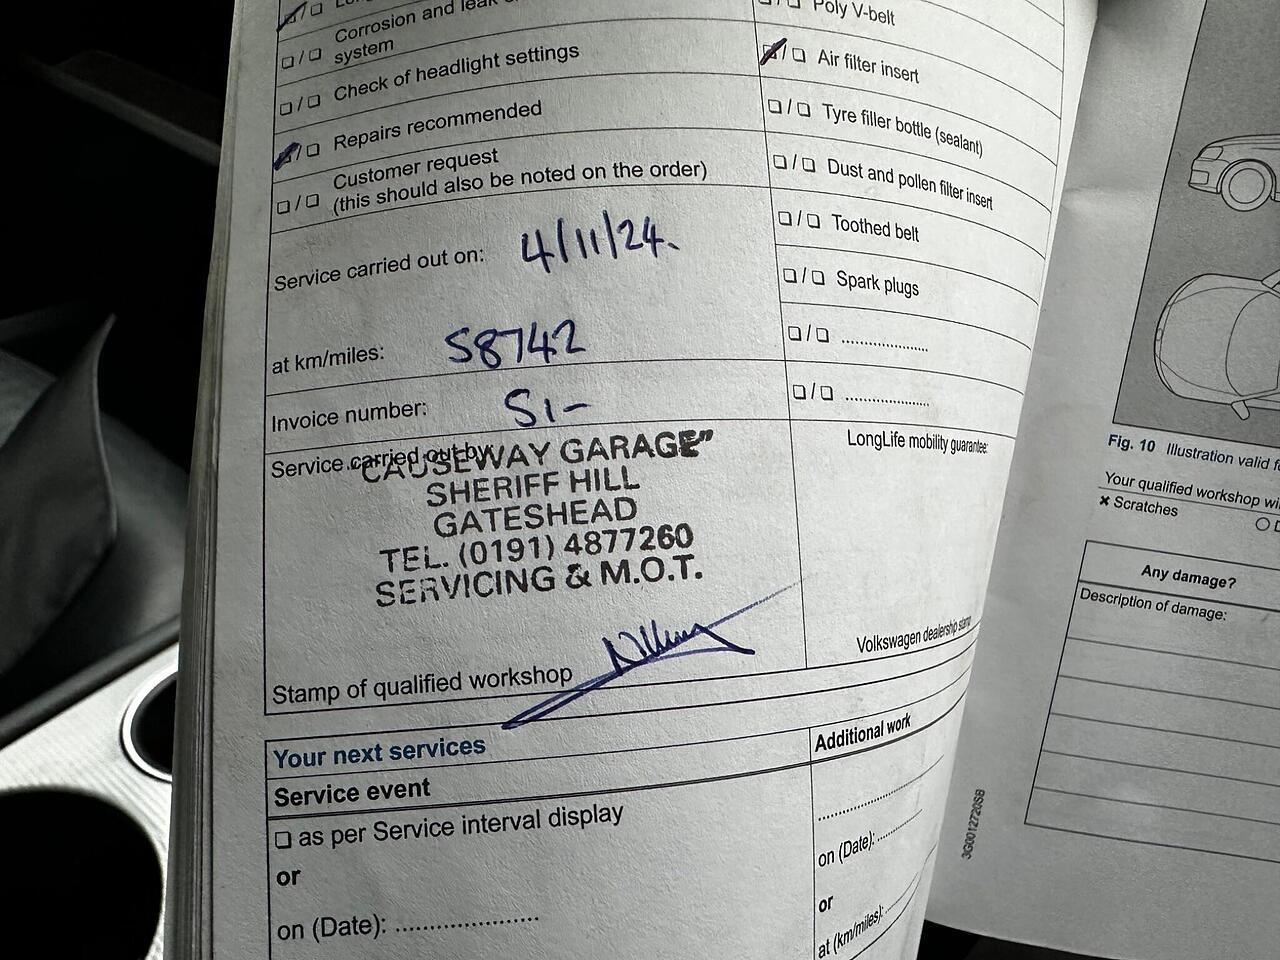 Corrosion and leak
system
Check of headlight settings
Repairs recommended
Customer request
(this should also be noted on the order)
Service carried out on: 4/11/24.
at km/miles: 58742
Invoice number: S1-
Service carried out by:
"CAUSEWAY GARAGE"
SHERIFF HILL
GATESHEAD
TEL. (0191) 4877260
SERVICING & M.O.T.
Stamp of qualified workshop
Poly V-belt
Air filter insert
Tyre filler bottle (sealant)
Dust and pollen filter insert
Toothed belt
Spark plugs
LongLife mobility guarantee:
Volkswagen dealership stamp
Your next services
Service event
as per Service interval display
or
on (Date): ......................
Additional work
......................
on (Date): ..........
or
at (km/miles): ..........
3G0012720SB
Fig. 10 Illustration valid f
Your qualified workshop wi
× Scratches
Any damage?
Description of damage: